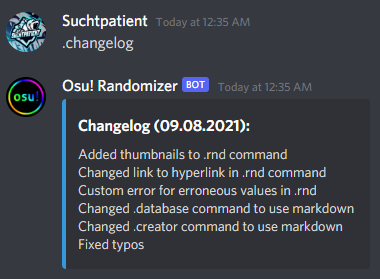 SUCHTPATIENT
Suchtpatient Today at 12:35 AM
.changelog
osu!
Osu! Randomizer BOT Today at 12:35 AM
Changelog (09.08.2021):
Added thumbnails to .rnd command
Changed link to hyperlink in .rnd command
Custom error for erroneous values in .rnd
Changed .database command to use markdown
Changed .creator command to use markdown
Fixed typos